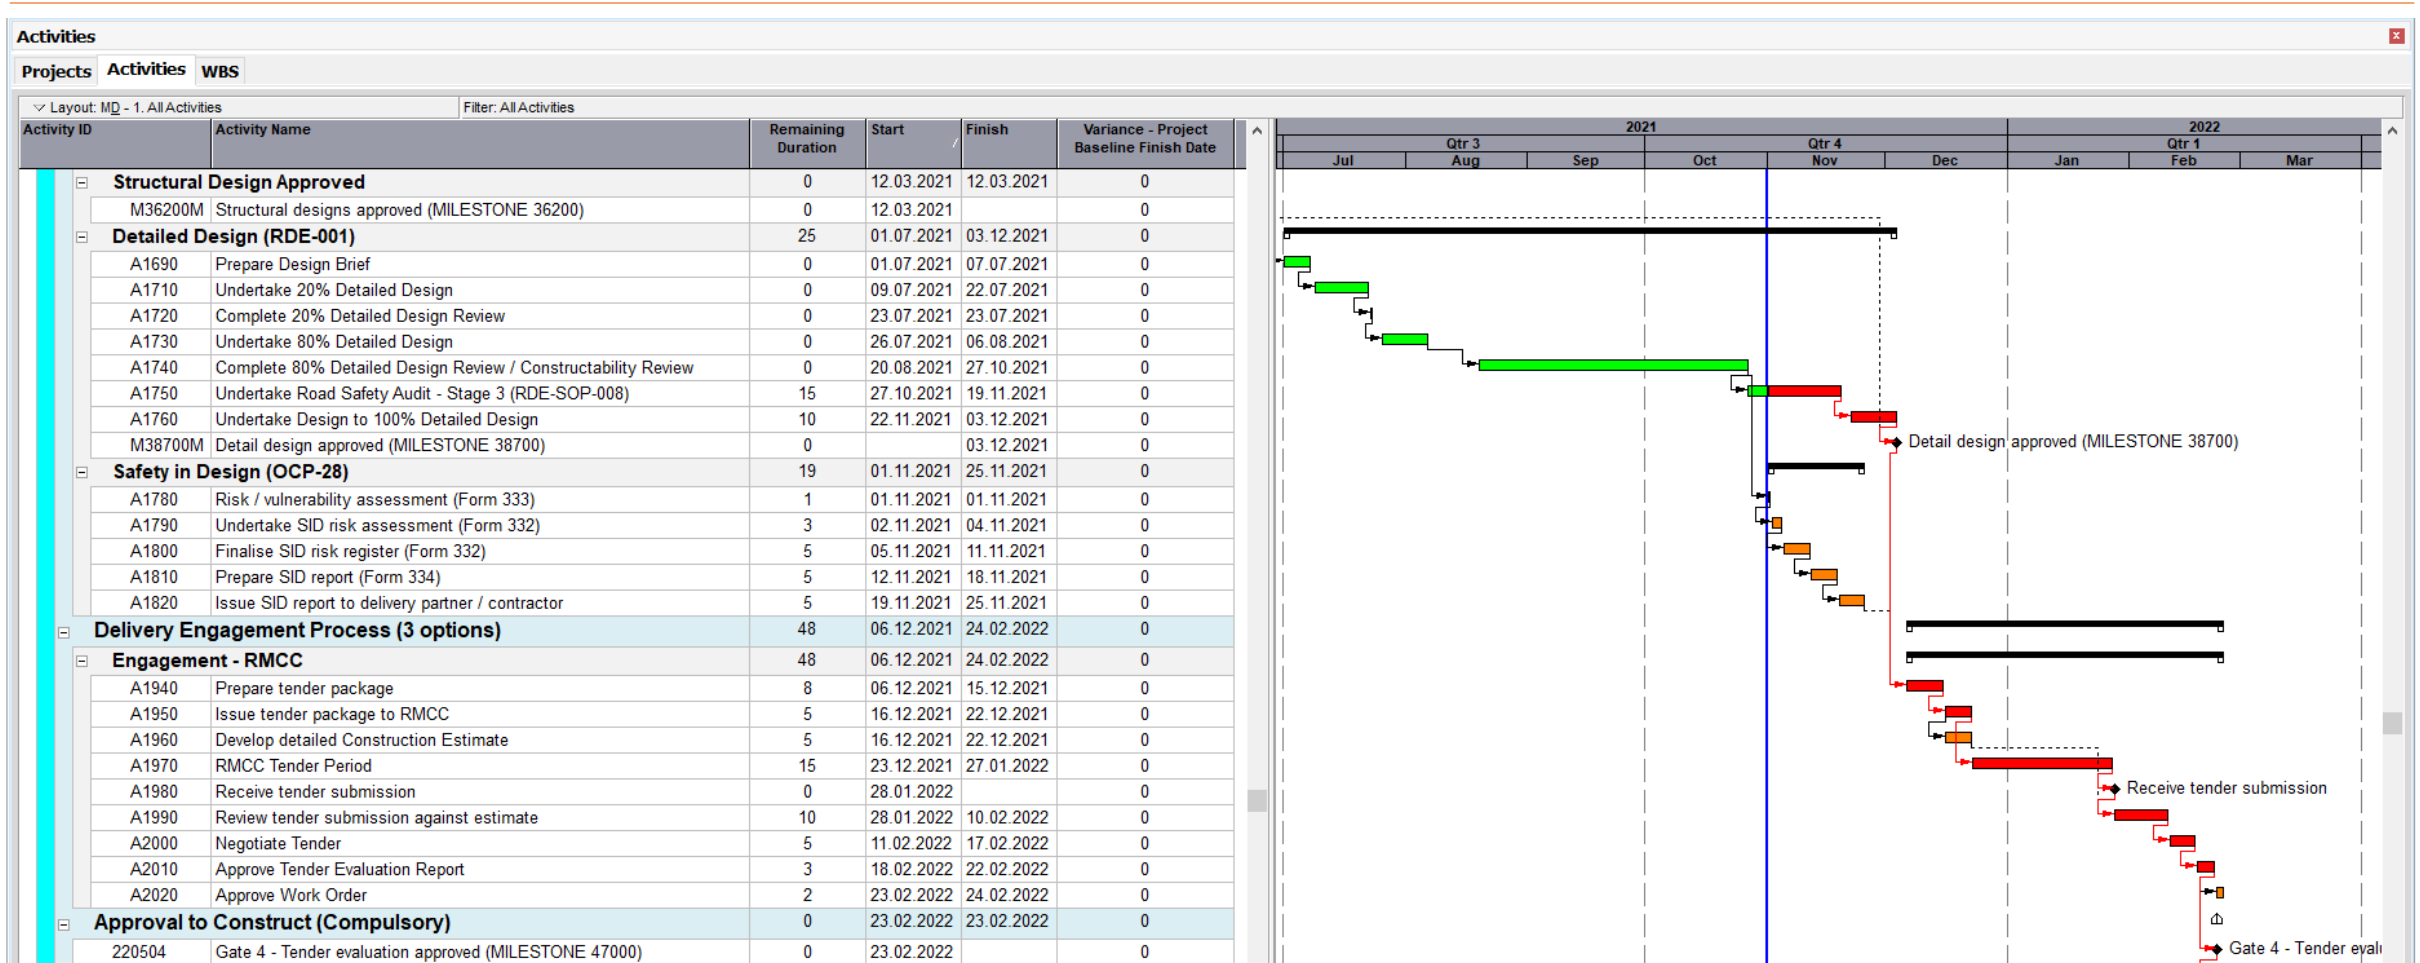 Activities
x
Projects Activities WBS
Layout: MD - 1. All Activities Filter: All Activities
Activity ID Activity Name Remaining Duration Start Finish Variance - Project Baseline Finish Date
2021 2022
Qtr 3 Qtr 4 Qtr 1
Jul Aug Sep Oct Nov Dec Jan Feb Mar
Structural Design Approved 0 12.03.2021 12.03.2021 0
M36200M Structural designs approved (MILESTONE 36200) 0 12.03.2021 0
Detailed Design (RDE-001) 25 01.07.2021 03.12.2021 0
A1690 Prepare Design Brief 0 01.07.2021 07.07.2021 0
A1710 Undertake 20% Detailed Design 0 09.07.2021 22.07.2021 0
A1720 Complete 20% Detailed Design Review 0 23.07.2021 23.07.2021 0
A1730 Undertake 80% Detailed Design 0 26.07.2021 06.08.2021 0
A1740 Complete 80% Detailed Design Review / Constructability Review 0 20.08.2021 27.10.2021 0
A1750 Undertake Road Safety Audit - Stage 3 (RDE-SOP-008) 15 27.10.2021 19.11.2021 0
A1760 Undertake Design to 100% Detailed Design 10 22.11.2021 03.12.2021 0
M38700M Detail design approved (MILESTONE 38700) 0 03.12.2021 0 Detail design approved (MILESTONE 38700)
Safety in Design (OCP-28) 19 01.11.2021 25.11.2021 0
A1780 Risk / vulnerability assessment (Form 333) 1 01.11.2021 01.11.2021 0
A1790 Undertake SID risk assessment (Form 332) 3 02.11.2021 04.11.2021 0
A1800 Finalise SID risk register (Form 332) 5 05.11.2021 11.11.2021 0
A1810 Prepare SID report (Form 334) 5 12.11.2021 18.11.2021 0
A1820 Issue SID report to delivery partner / contractor 5 19.11.2021 25.11.2021 0
Delivery Engagement Process (3 options) 48 06.12.2021 24.02.2022 0
Engagement - RMCC 48 06.12.2021 24.02.2022 0
A1940 Prepare tender package 8 06.12.2021 15.12.2021 0
A1950 Issue tender package to RMCC 5 16.12.2021 22.12.2021 0
A1960 Develop detailed Construction Estimate 5 16.12.2021 22.12.2021 0
A1970 RMCC Tender Period 15 23.12.2021 27.01.2022 0
A1980 Receive tender submission 0 28.01.2022 0 Receive tender submission
A1990 Review tender submission against estimate 10 28.01.2022 10.02.2022 0
A2000 Negotiate Tender 5 11.02.2022 17.02.2022 0
A2010 Approve Tender Evaluation Report 3 18.02.2022 22.02.2022 0
A2020 Approve Work Order 2 23.02.2022 24.02.2022 0
Approval to Construct (Compulsory) 0 23.02.2022 23.02.2022 0
220504 Gate 4 - Tender evaluation approved (MILESTONE 47000) 0 23.02.2022 0 Gate 4 - Tender eval